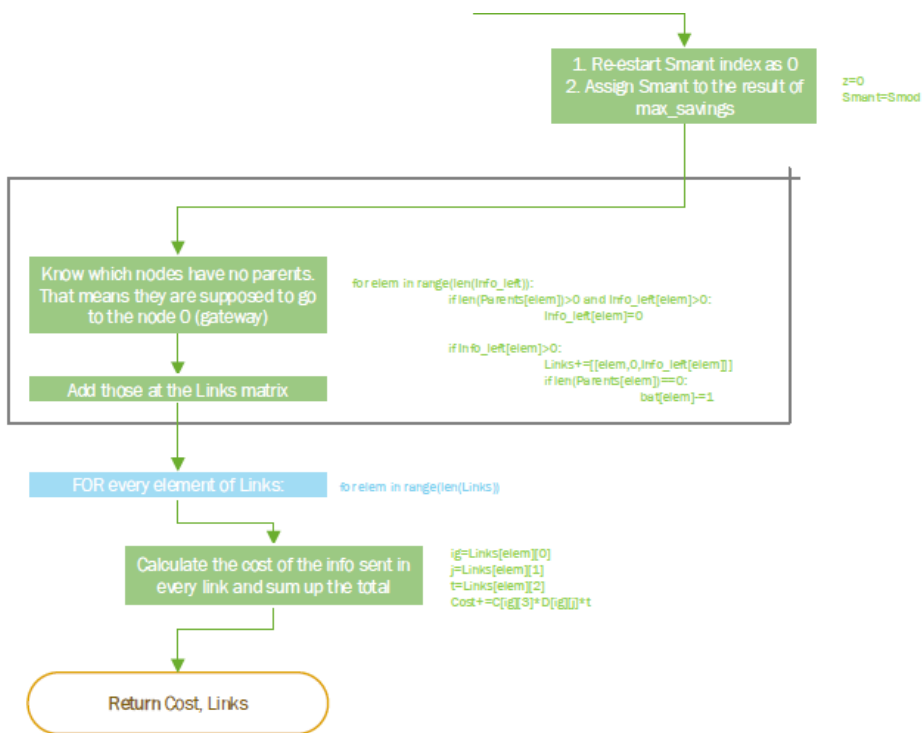 1. Re-estart Smant index as 0
2. Assign Smant to the result of
max_savings
z=0
Smant=Smod
Know which nodes have no parents.
That means they are supposed to go
to the node 0 (gateway)
for elem in range(len(Info_left)):
if len(Parents[elem])>0 and Info_left[elem]>0:
Info_left[elem]=0
if Info_left[elem]>0:
Links+=[[elem,0,Info_left[elem]]]
if len(Parents[elem])==0:
bat[elem]-=1
Add those at the Links matrix
FOR every element of Links:
for elem in range(len(Links))
Calculate the cost of the info sent in
every link and sum up the total
ig=Links[elem][0]
j=Links[elem][1]
t=Links[elem][2]
Cost+=C[ig][3]*D[ig][j]*t
Return Cost, Links